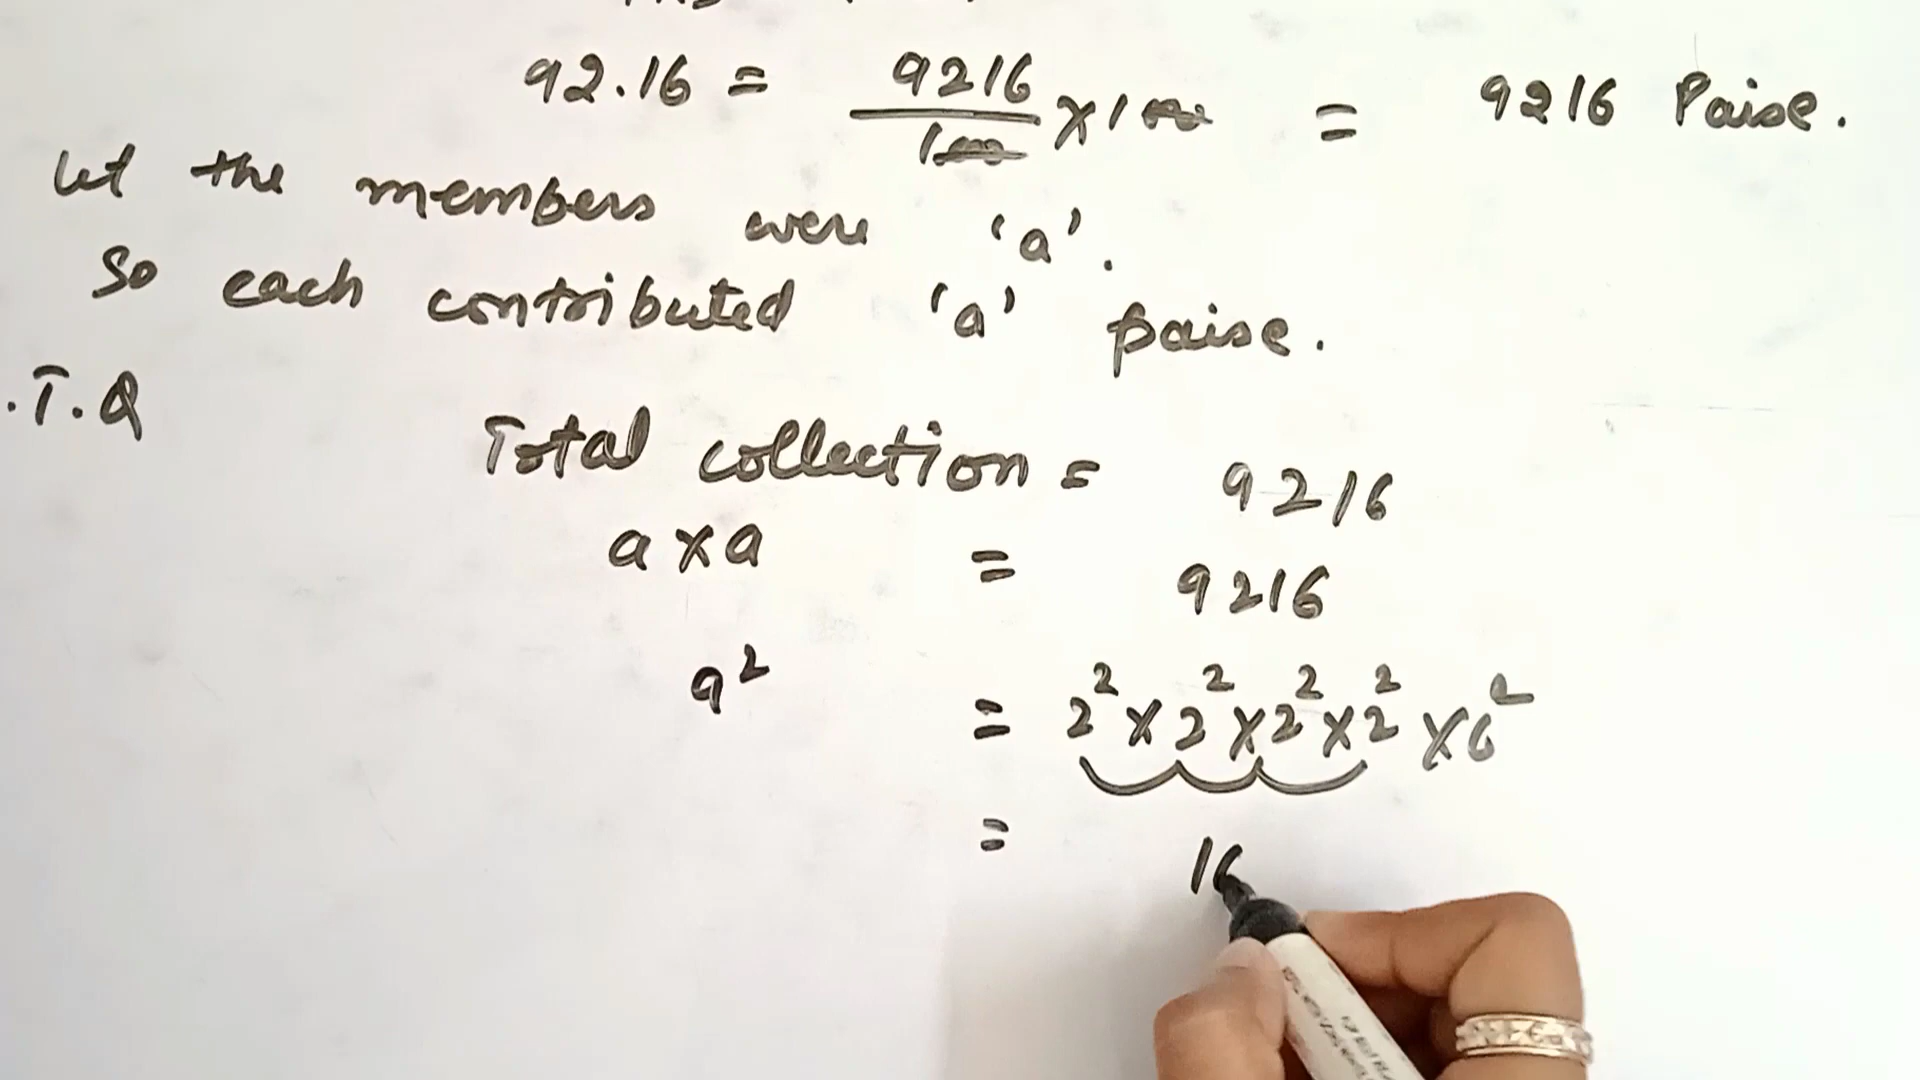 92.16 = 9216/100 × 100 = 9216 Paise.
Let the members were 'a'.
So each contributed 'a' paise.
.T.Q
Total collection = 9216
a × a = 9216
a² = 2² × 2² × 2² × 2² × 6²
= 16